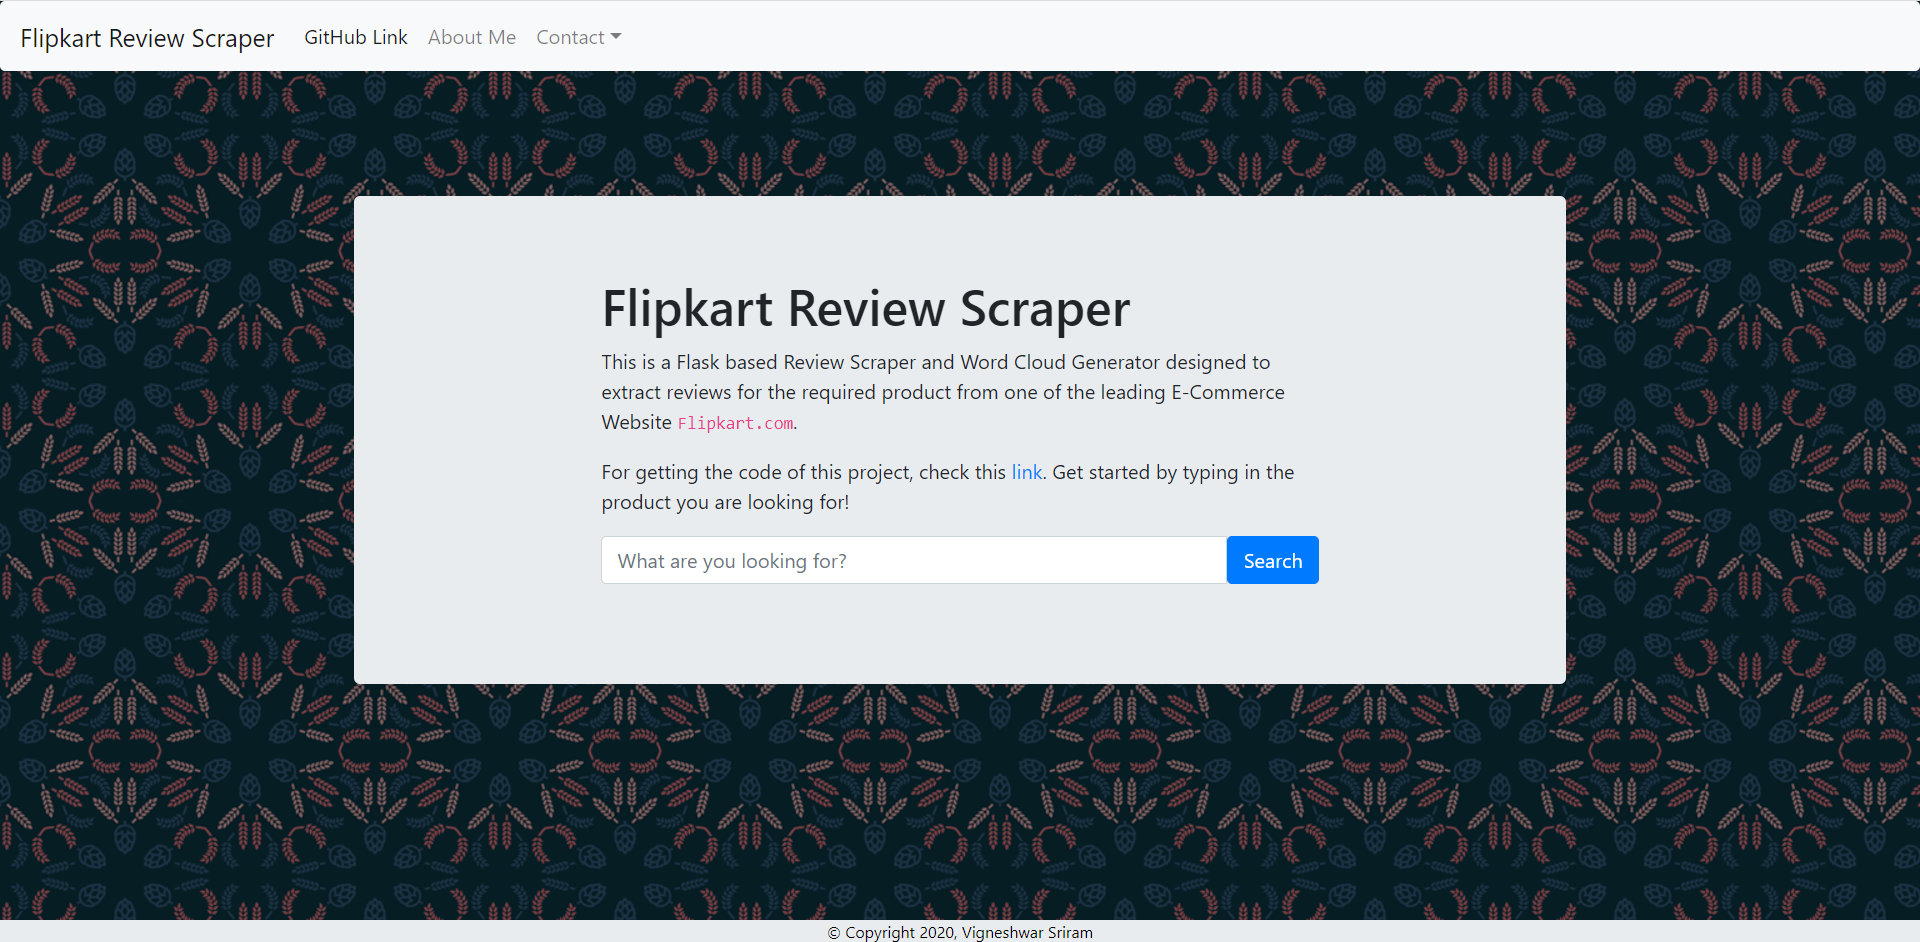 Flipkart Review Scraper GitHub Link About Me Contact
Flipkart Review Scraper
This is a Flask based Review Scraper and Word Cloud Generator designed to
extract reviews for the required product from one of the leading E-Commerce
Website Flipkart.com.
For getting the code of this project, check this link. Get started by typing in the
product you are looking for!
What are you looking for? Search
© Copyright 2020, Vigneshwar Sriram